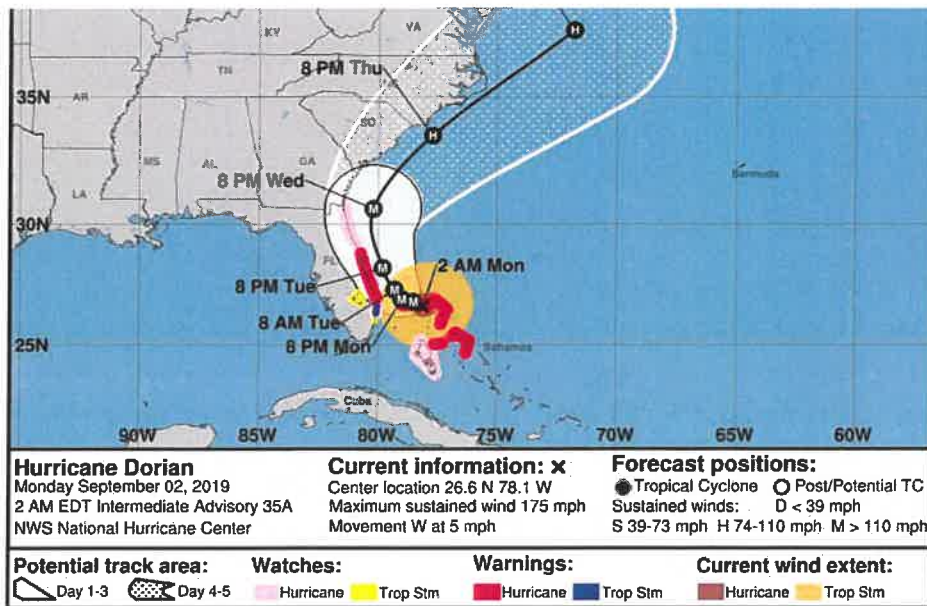 KY
VA
TN
AR
35N
8 PM Thu
MS
AL
GA
LA
8 PM Wed
Bermuda
30N
FL
2 AM Mon
8 PM Tue
8 AM Tue
8 PM Mon
25N
Bahamas
Cuba
90W 85W 80W 75W 70W 65W 60W
H
H
M
M
M
M
M
Hurricane Dorian
Monday September 02, 2019
2 AM EDT Intermediate Advisory 35A
NWS National Hurricane Center
Current information: x
Center location 26.6 N 78.1 W
Maximum sustained wind 175 mph
Movement W at 5 mph
Forecast positions:
Tropical Cyclone Post/Potential TC
Sustained winds: D < 39 mph
S 39-73 mph H 74-110 mph M > 110 mph
Potential track area:
Day 1-3 Day 4-5
Watches:
Hurricane Trop Stm
Warnings:
Hurricane Trop Stm
Current wind extent:
Hurricane Trop Stm